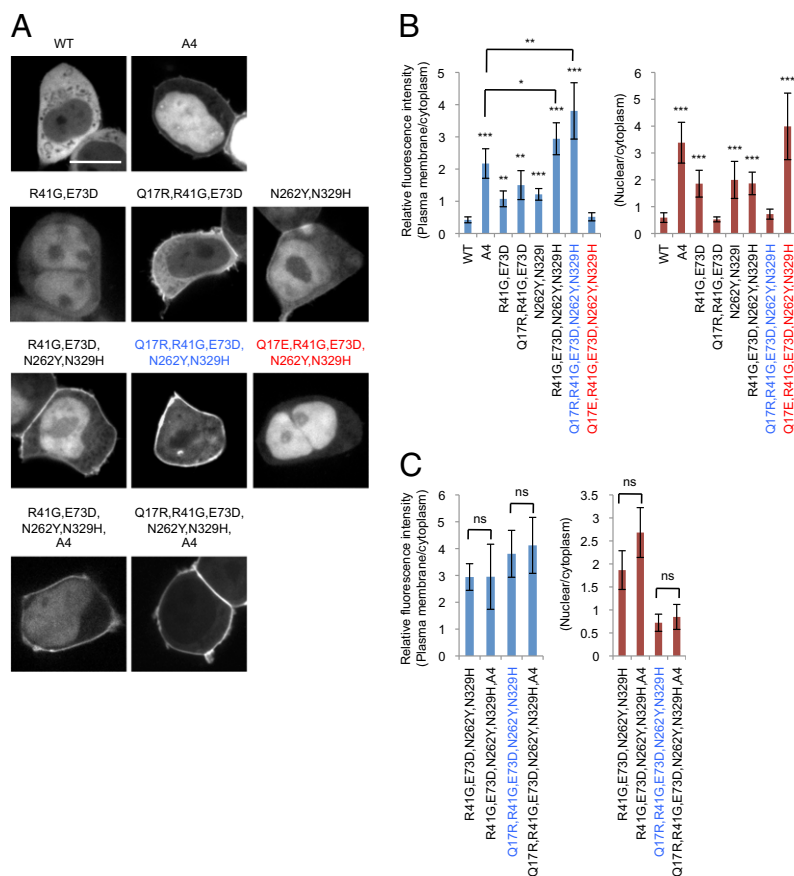 A
WT
A4
R41G,E73D
Q17R,R41G,E73D
N262Y,N329H
R41G,E73D,
N262Y,N329H
Q17R,R41G,E73D,
N262Y,N329H
Q17E,R41G,E73D,
N262Y,N329H
R41G,E73D,
N262Y,N329H,
A4
Q17R,R41G,E73D,
N262Y,N329H,
A4
B
Relative fluorescence intensity
(Plasma membrane/cytoplasm)
5
4
3
2
1
0
***
**
**
***
***
***
*
**
WT
A4
R41G,E73D
Q17R,R41G,E73D
N262Y,N329I
R41G,E73D,N262Y,N329H
Q17R,R41G,E73D,N262Y,N329H
Q17E,R41G,E73D,N262Y,N329H
(Nuclear/cytoplasm)
6
5
4
3
2
1
0
***
***
***
***
***
WT
A4
R41G,E73D
Q17R,R41G,E73D
N262Y,N329I
R41G,E73D,N262Y,N329H
Q17R,R41G,E73D,N262Y,N329H
Q17E.R41G,E73D,N262Y,N329H
C
Relative fluorescence intensity
(Plasma membrane/cytoplasm)
6
5
4
3
2
1
0
ns
ns
R41G,E73D,N262Y,N329H
R41G,E73D,N262Y,N329H,A4
Q17R,R41G,E73D,N262Y,N329H
Q17R,R41G,E73D,N262Y,N329H,A4
(Nuclear/cytoplasm)
3.5
3
2.5
2
1.5
1
0.5
0
ns
ns
R41G,E73D,N262Y,N329H
R41G,E73D,N262Y,N329H,A4
Q17R,R41G,E73D,N262Y,N329H
Q17R,R41G,E73D,N262Y,N329H,A4